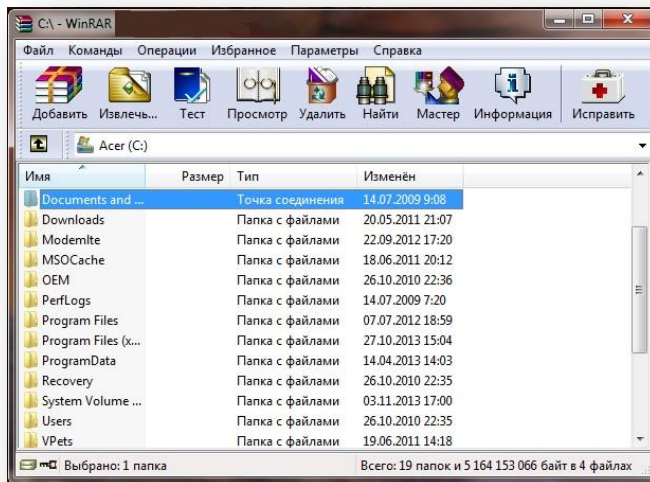 C:\ - WinRAR
Файл Команды Операции Избранное Параметры Справка
Добавить Извлечь... Тест Просмотр Удалить Найти Мастер Информация Исправить
Acer (C:)
Имя Размер Тип Изменён
Documents and ... Точка соединения 14.07.2009 9:08
Downloads Папка с файлами 20.05.2011 21:07
Modemlte Папка с файлами 22.09.2012 17:20
MSOCache Папка с файлами 18.06.2011 20:12
OEM Папка с файлами 26.10.2010 22:36
PerfLogs Папка с файлами 14.07.2009 7:20
Program Files Папка с файлами 07.07.2012 18:59
Program Files (x... Папка с файлами 27.10.2013 15:04
ProgramData Папка с файлами 14.04.2013 14:03
Recovery Папка с файлами 26.10.2010 22:35
System Volume ... Папка с файлами 03.11.2013 17:00
Users Папка с файлами 26.10.2010 22:35
VPets Папка с файлами 19.06.2011 14:18
Выбрано: 1 папка Всего: 19 папок и 5 164 153 066 байт в 4 файлах